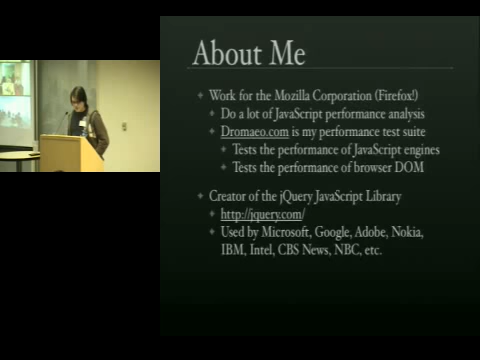 About Me
Work for the Mozilla Corporation (Firefox!)
Do a lot of JavaScript performance analysis
Dromaeo.com is my performance test suite
Tests the performance of JavaScript engines
Tests the performance of browser DOM
Creator of the jQuery JavaScript Library
http://jquery.com/
Used by Microsoft, Google, Adobe, Nokia,
IBM, Intel, CBS News, NBC, etc.